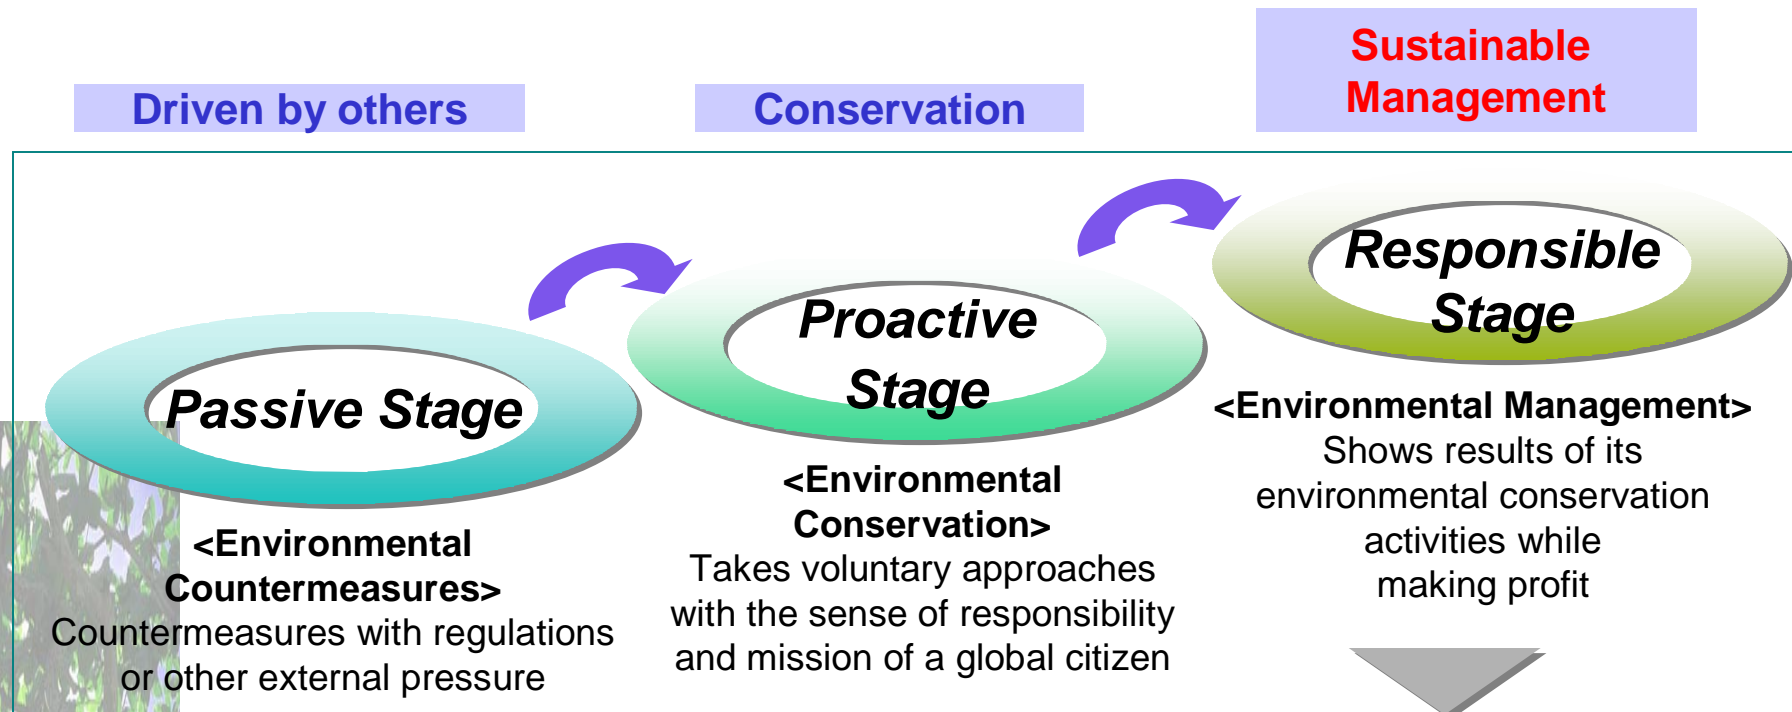 Driven by others
Conservation
Sustainable
Management
Passive Stage
<Environmental
Countermeasures>
Countermeasures with regulations
or other external pressure
Proactive
Stage
<Environmental
Conservation>
Takes voluntary approaches
with the sense of responsibility
and mission of a global citizen
Responsible
Stage
<Environmental Management>
Shows results of its
environmental conservation
activities while
making profit